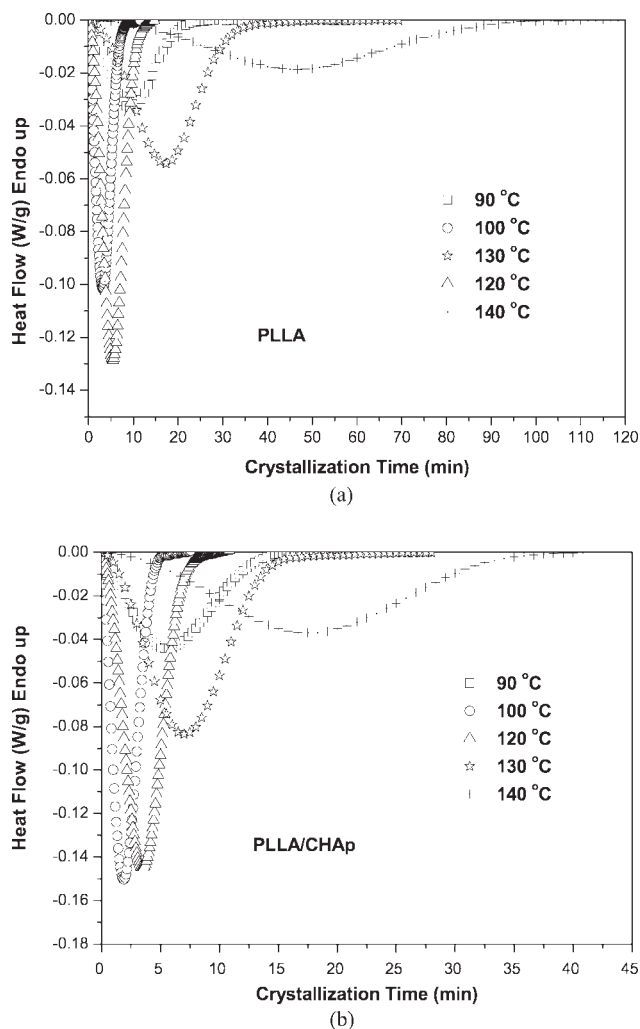 0.00
-0.02
-0.04
-0.06
-0.08
-0.10
-0.12
-0.14
Heat Flow (W/g) Endo up
90 °C
100 °C
130 °C
120 °C
140 °C
PLLA
0 10 20 30 40 50 60 70 80 90 100 110 120
Crystallization Time (min)
(a)
0.00
-0.02
-0.04
-0.06
-0.08
-0.10
-0.12
-0.14
-0.16
-0.18
Heat Flow (W/g) Endo up
90 °C
100 °C
120 °C
130 °C
140 °C
PLLA/CHAp
0 5 10 15 20 25 30 35 40 45
Crystallization Time (min)
(b)